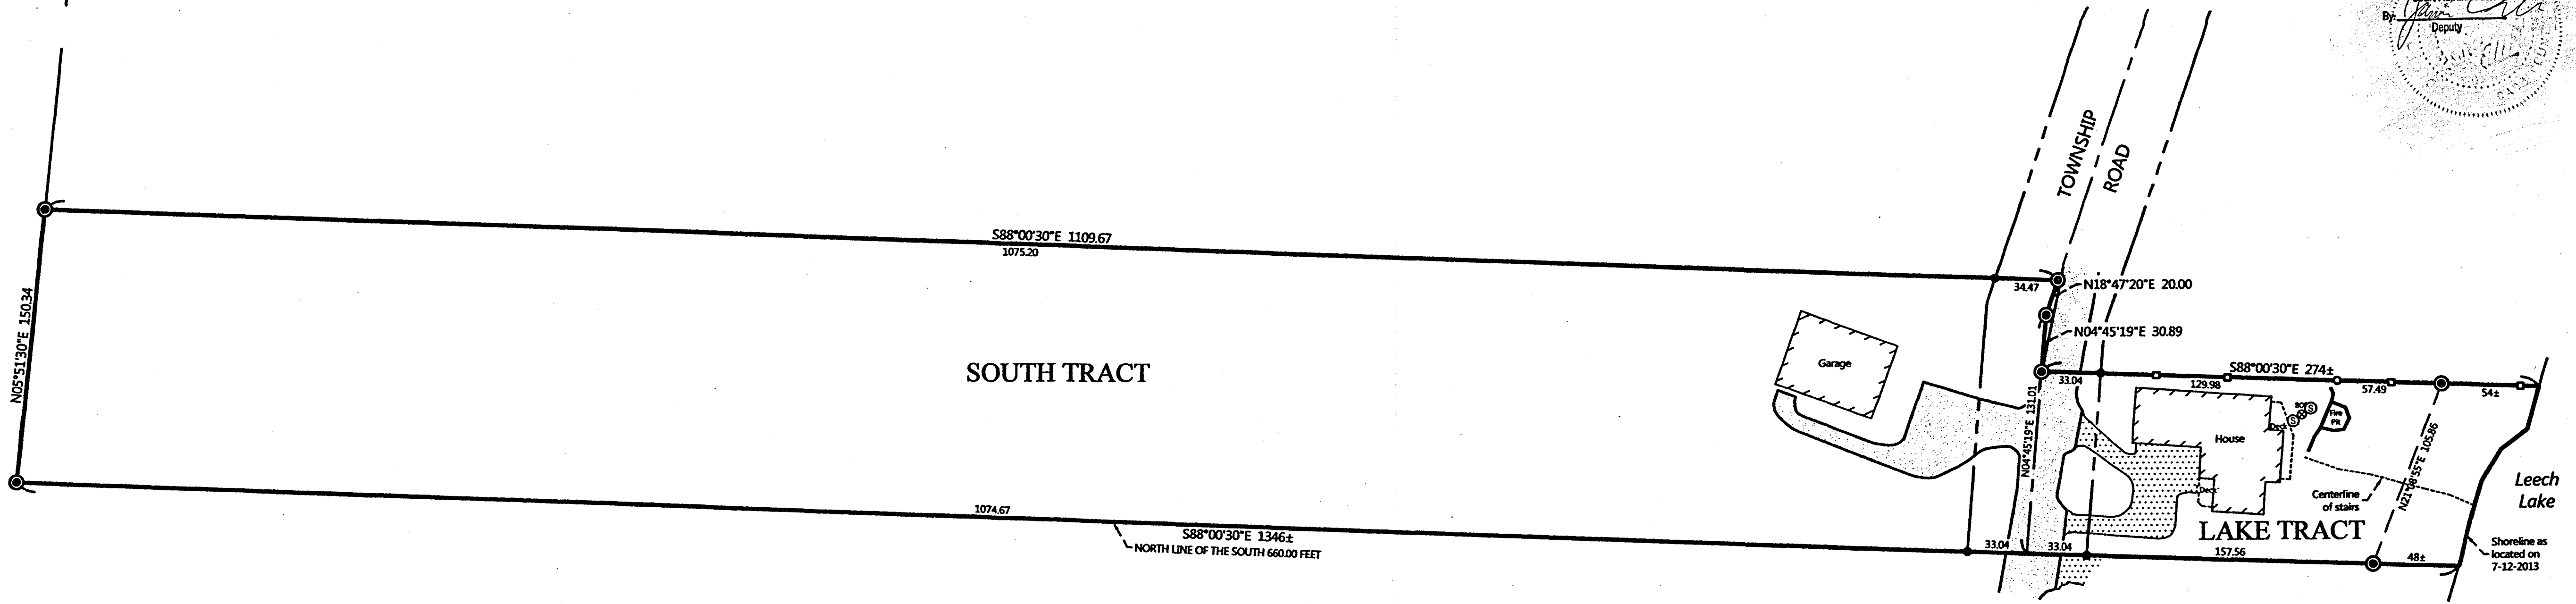 By:
Deputy
TOWNSHIP
ROAD
S88°00'30"E 1109.67
1075.20
34.47
N18°47'20"E 20.00
N04°45'19"E 30.89
N05°51'30"E 150.34
SOUTH TRACT
Garage
33.04
S88°00'30"E 274±
129.98
57.49
54±
N04°45'19"E 131.01
House
Deck
S
S
Fire
Pit
N21°08'55"E 105.86
Deck
Centerline
of stairs
Leech
Lake
LAKE TRACT
1074.67
S88°00'30"E 1346±
NORTH LINE OF THE SOUTH 660.00 FEET
33.04
33.04
157.56
48±
Shoreline as
located on
7-12-2013